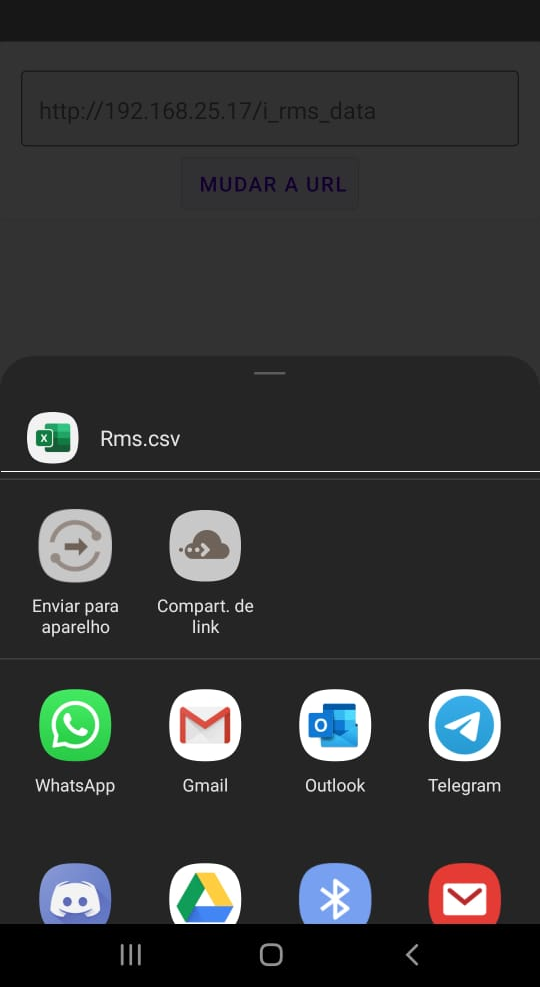 http://192.168.25.17/i_rms_data
MUDAR A URL
Rms.csv
Enviar para
aparelho
Compart. de
link
WhatsApp
Gmail
Outlook
Telegram